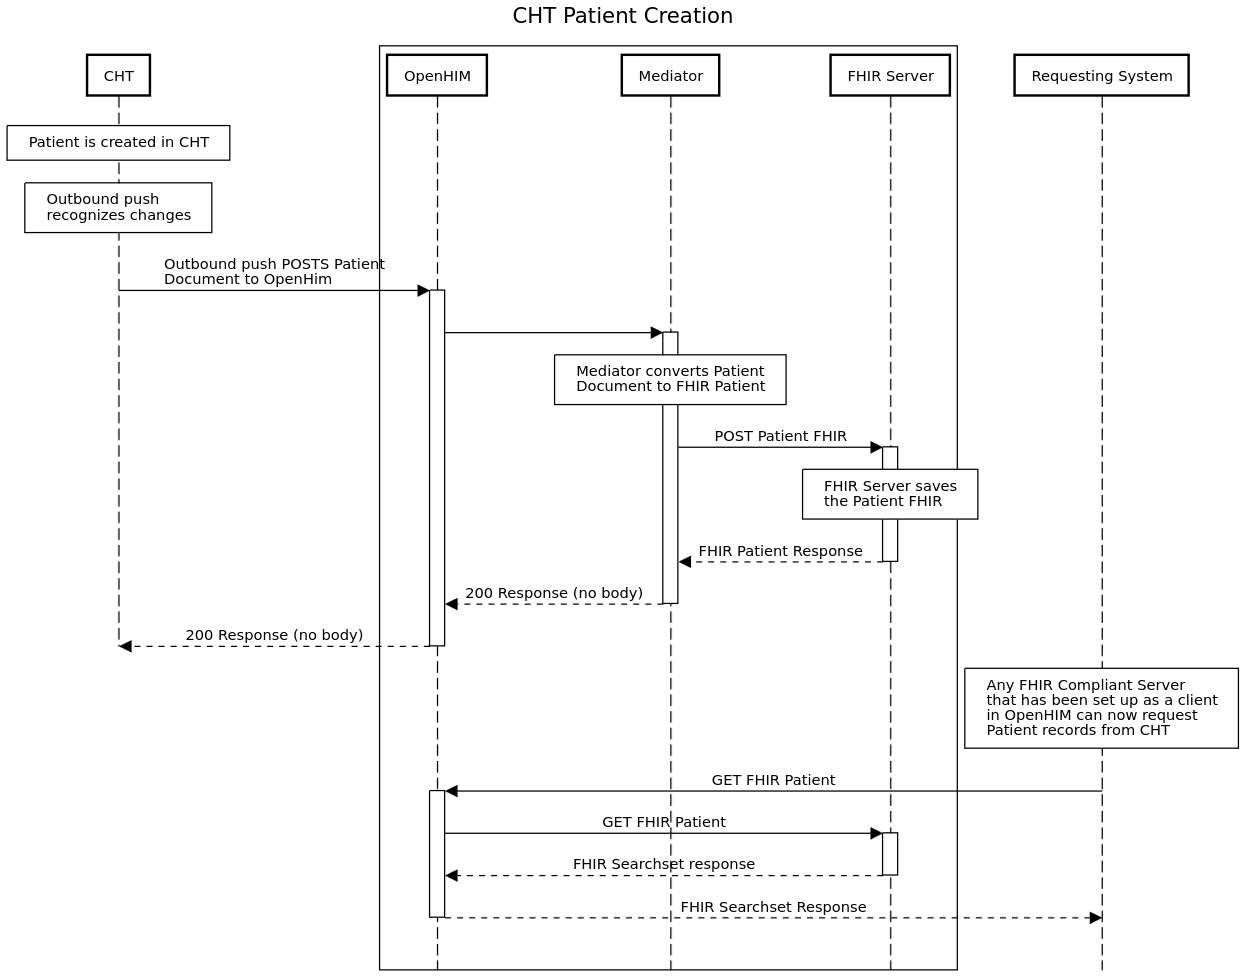 CHT Patient Creation
CHT
OpenHIM
Mediator
FHIR Server
Requesting System
Patient is created in CHT
Outbound push
recognizes changes
Outbound push POSTS Patient
Document to OpenHim
Mediator converts Patient
Document to FHIR Patient
POST Patient FHIR
FHIR Server saves
the Patient FHIR
FHIR Patient Response
200 Response (no body)
200 Response (no body)
Any FHIR Compliant Server
that has been set up as a client
in OpenHIM can now request
Patient records from CHT
GET FHIR Patient
GET FHIR Patient
FHIR Searchset response
FHIR Searchset Response